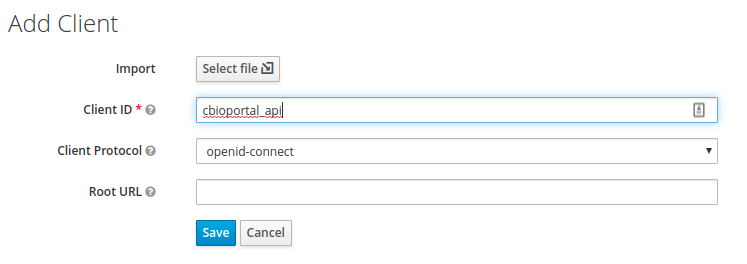 Add Client
Import Select file
Client ID * cbioportal_api
Client Protocol openid-connect
Root URL
Save Cancel